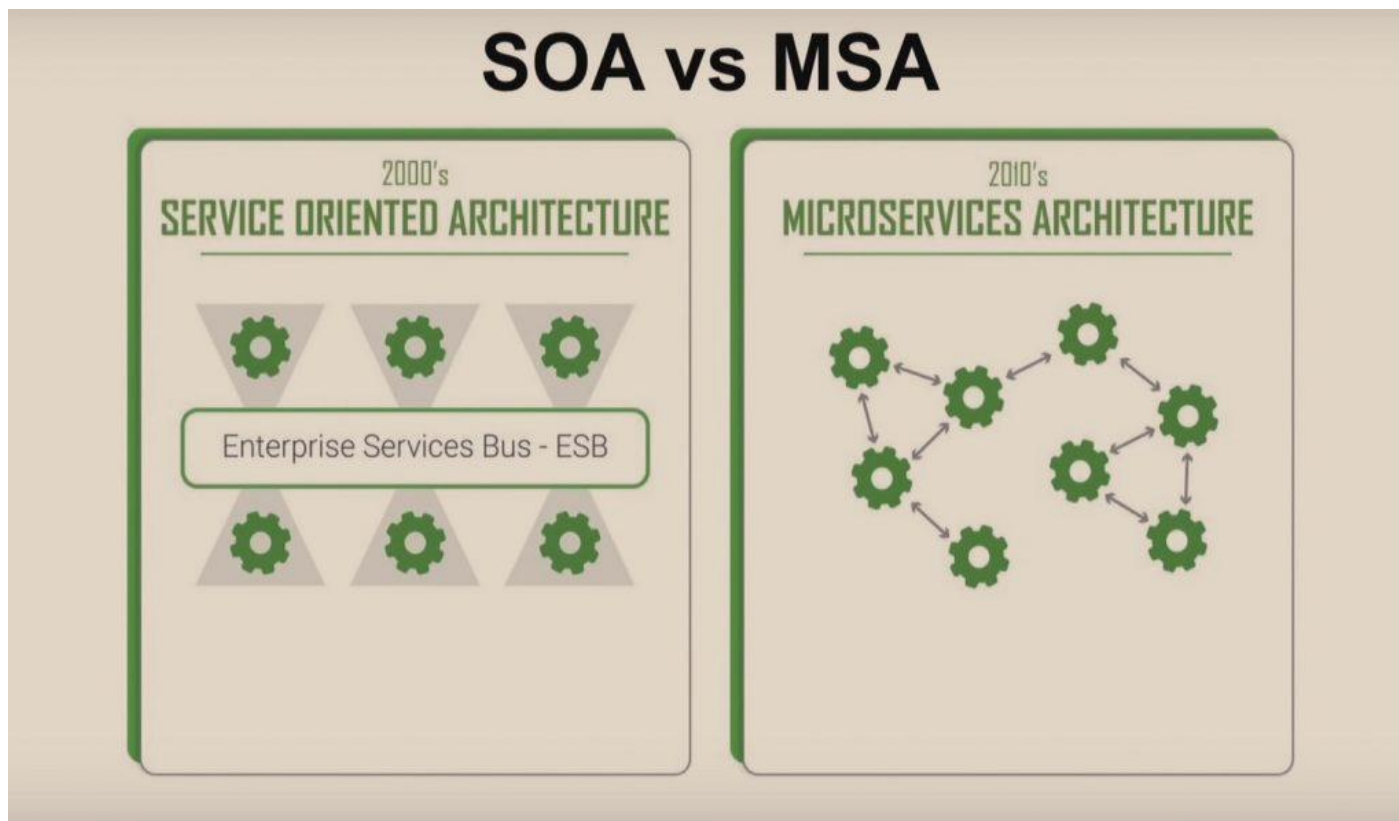 SOA vs MSA
2000's
SERVICE ORIENTED ARCHITECTURE
Enterprise Services Bus - ESB
2010's
MICROSERVICES ARCHITECTURE